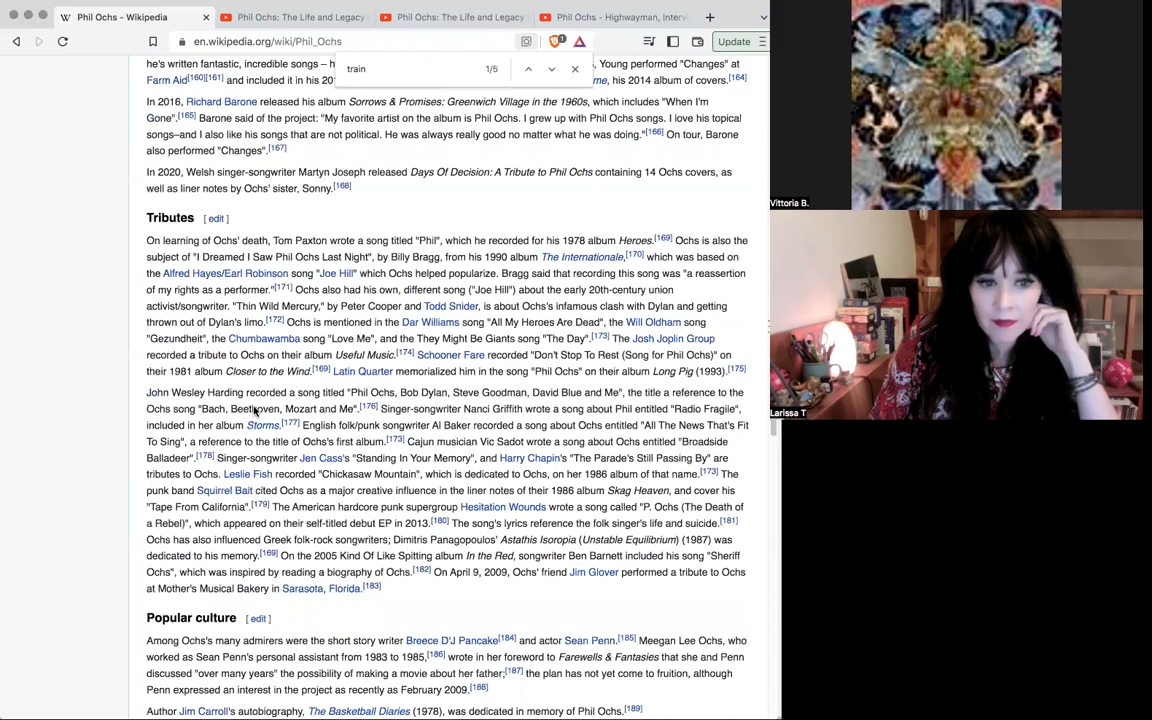 Phil Ochs - Wikipedia
Phil Ochs: The Life and Legacy
Phil Ochs: The Life and Legacy
Phil Ochs - Highwayman, Intervi
en.wikipedia.org/wiki/Phil_Ochs
1
Update
train
1/5
he's written fantastic, incredible songs – h
, Young performed "Changes" at
Farm Aid[160][161] and included it in his 20
me, his 2014 album of covers.[164]
In 2016, Richard Barone released his album Sorrows & Promises: Greenwich Village in the 1960s, which includes "When I'm
Gone".[165] Barone said of the project: "My favorite artist on the album is Phil Ochs. I grew up with Phil Ochs songs. I love his topical
songs–and I also like his songs that are not political. He was always really good no matter what he was doing."[166] On tour, Barone
also performed "Changes".[167]
In 2020, Welsh singer-songwriter Martyn Joseph released Days Of Decision: A Tribute to Phil Ochs containing 14 Ochs covers, as
well as liner notes by Ochs' sister, Sonny.[168]
Tributes [ edit ]
On learning of Ochs' death, Tom Paxton wrote a song titled "Phil", which he recorded for his 1978 album Heroes.[169] Ochs is also the
subject of "I Dreamed I Saw Phil Ochs Last Night", by Billy Bragg, from his 1990 album The Internationale,[170] which was based on
the Alfred Hayes/Earl Robinson song "Joe Hill" which Ochs helped popularize. Bragg said that recording this song was "a reassertion
of my rights as a performer."[171] Ochs also had his own, different song ("Joe Hill") about the early 20th-century union
activist/songwriter. "Thin Wild Mercury," by Peter Cooper and Todd Snider, is about Ochs's infamous clash with Dylan and getting
thrown out of Dylan's limo.[172] Ochs is mentioned in the Dar Williams song "All My Heroes Are Dead", the Will Oldham song
"Gezundheit", the Chumbawamba song "Love Me", and the They Might Be Giants song "The Day".[173] The Josh Joplin Group
recorded a tribute to Ochs on their album Useful Music.[174] Schooner Fare recorded "Don't Stop To Rest (Song for Phil Ochs)" on
their 1981 album Closer to the Wind.[169] Latin Quarter memorialized him in the song "Phil Ochs" on their album Long Pig (1993).[175]
John Wesley Harding recorded a song titled "Phil Ochs, Bob Dylan, Steve Goodman, David Blue and Me", the title a reference to the
Ochs song "Bach, Beethoven, Mozart and Me".[176] Singer-songwriter Nanci Griffith wrote a song about Phil entitled "Radio Fragile",
included in her album Storms.[177] English folk/punk songwriter Al Baker recorded a song about Ochs entitled "All The News That's Fit
To Sing", a reference to the title of Ochs's first album.[173] Cajun musician Vic Sadot wrote a song about Ochs entitled "Broadside
Balladeer".[178] Singer-songwriter Jen Cass's "Standing In Your Memory", and Harry Chapin's "The Parade's Still Passing By" are
tributes to Ochs. Leslie Fish recorded "Chickasaw Mountain", which is dedicated to Ochs, on her 1986 album of that name.[173] The
punk band Squirrel Bait cited Ochs as a major creative influence in the liner notes of their 1986 album Skag Heaven, and cover his
"Tape From California".[179] The American hardcore punk supergroup Hesitation Wounds wrote a song called "P. Ochs (The Death of
a Rebel)", which appeared on their self-titled debut EP in 2013.[180] The song's lyrics reference the folk singer's life and suicide.[181]
Ochs has also influenced Greek folk-rock songwriters; Dimitris Panagopoulos' Astathis Isoropia (Unstable Equilibrium) (1987) was
dedicated to his memory.[169] On the 2005 Kind Of Like Spitting album In the Red, songwriter Ben Barnett included his song "Sheriff
Ochs", which was inspired by reading a biography of Ochs.[182] On April 9, 2009, Ochs' friend Jim Glover performed a tribute to Ochs
at Mother's Musical Bakery in Sarasota, Florida.[183]
Popular culture [ edit ]
Among Ochs's many admirers were the short story writer Breece D'J Pancake[184] and actor Sean Penn.[185] Meegan Lee Ochs, who
worked as Sean Penn's personal assistant from 1983 to 1985,[186] wrote in her foreword to Farewells & Fantasies that she and Penn
discussed "over many years" the possibility of making a movie about her father;[187] the plan has not yet come to fruition, although
Penn expressed an interest in the project as recently as February 2009.[188]
Author Jim Carroll's autobiography, The Basketball Diaries (1978), was dedicated in memory of Phil Ochs.[189]
Vittoria B.
Larissa T